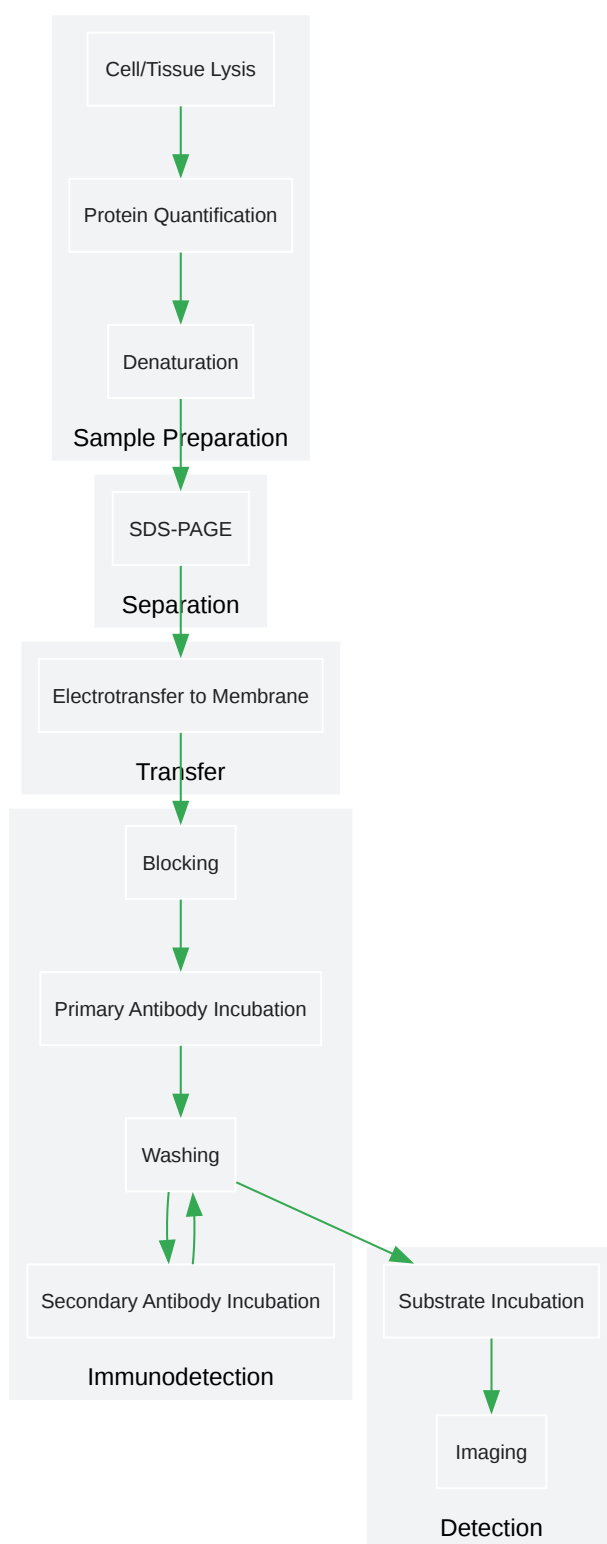 Cell/Tissue Lysis
Protein Quantification
Denaturation
Sample Preparation
SDS-PAGE
Separation
Electrotransfer to Membrane
Transfer
Blocking
Primary Antibody Incubation
Washing
Secondary Antibody Incubation
Immunodetection
Substrate Incubation
Imaging
Detection